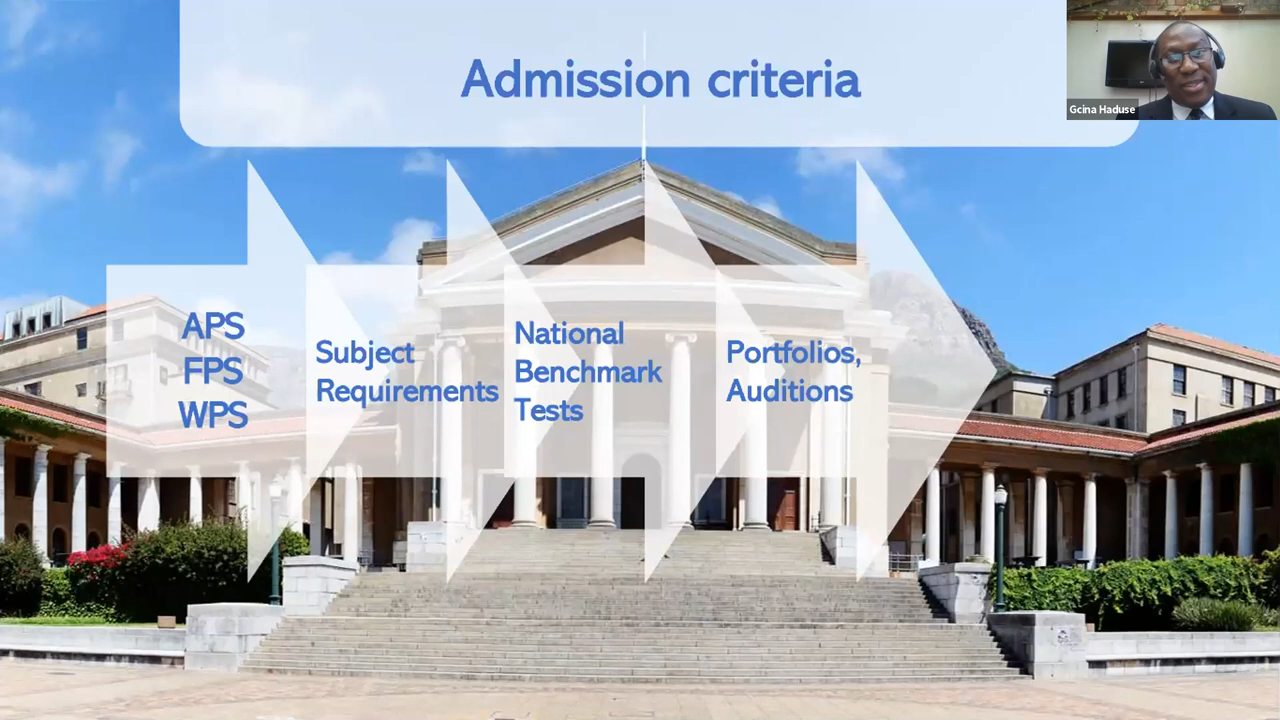 Admission criteria
Gcina Haduse
APS
FPS
WPS
Subject
Requirements
National
Benchmark
Tests
Portfolios,
Auditions